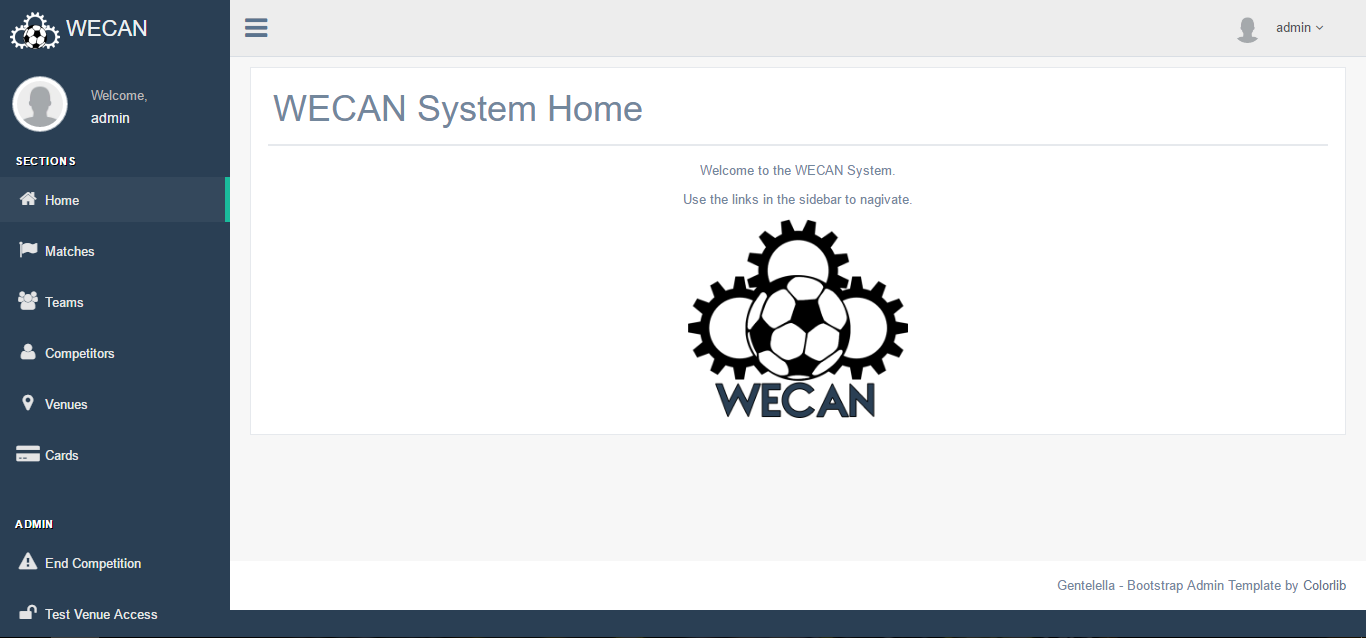 WECAN
Welcome,
admin
SECTIONS
Home
Matches
Teams
Competitors
Venues
Cards
ADMIN
End Competition
Test Venue Access
admin
WECAN System Home
Welcome to the WECAN System.
Use the links in the sidebar to nagivate.
WECAN
Gentelella - Bootstrap Admin Template by Colorlib